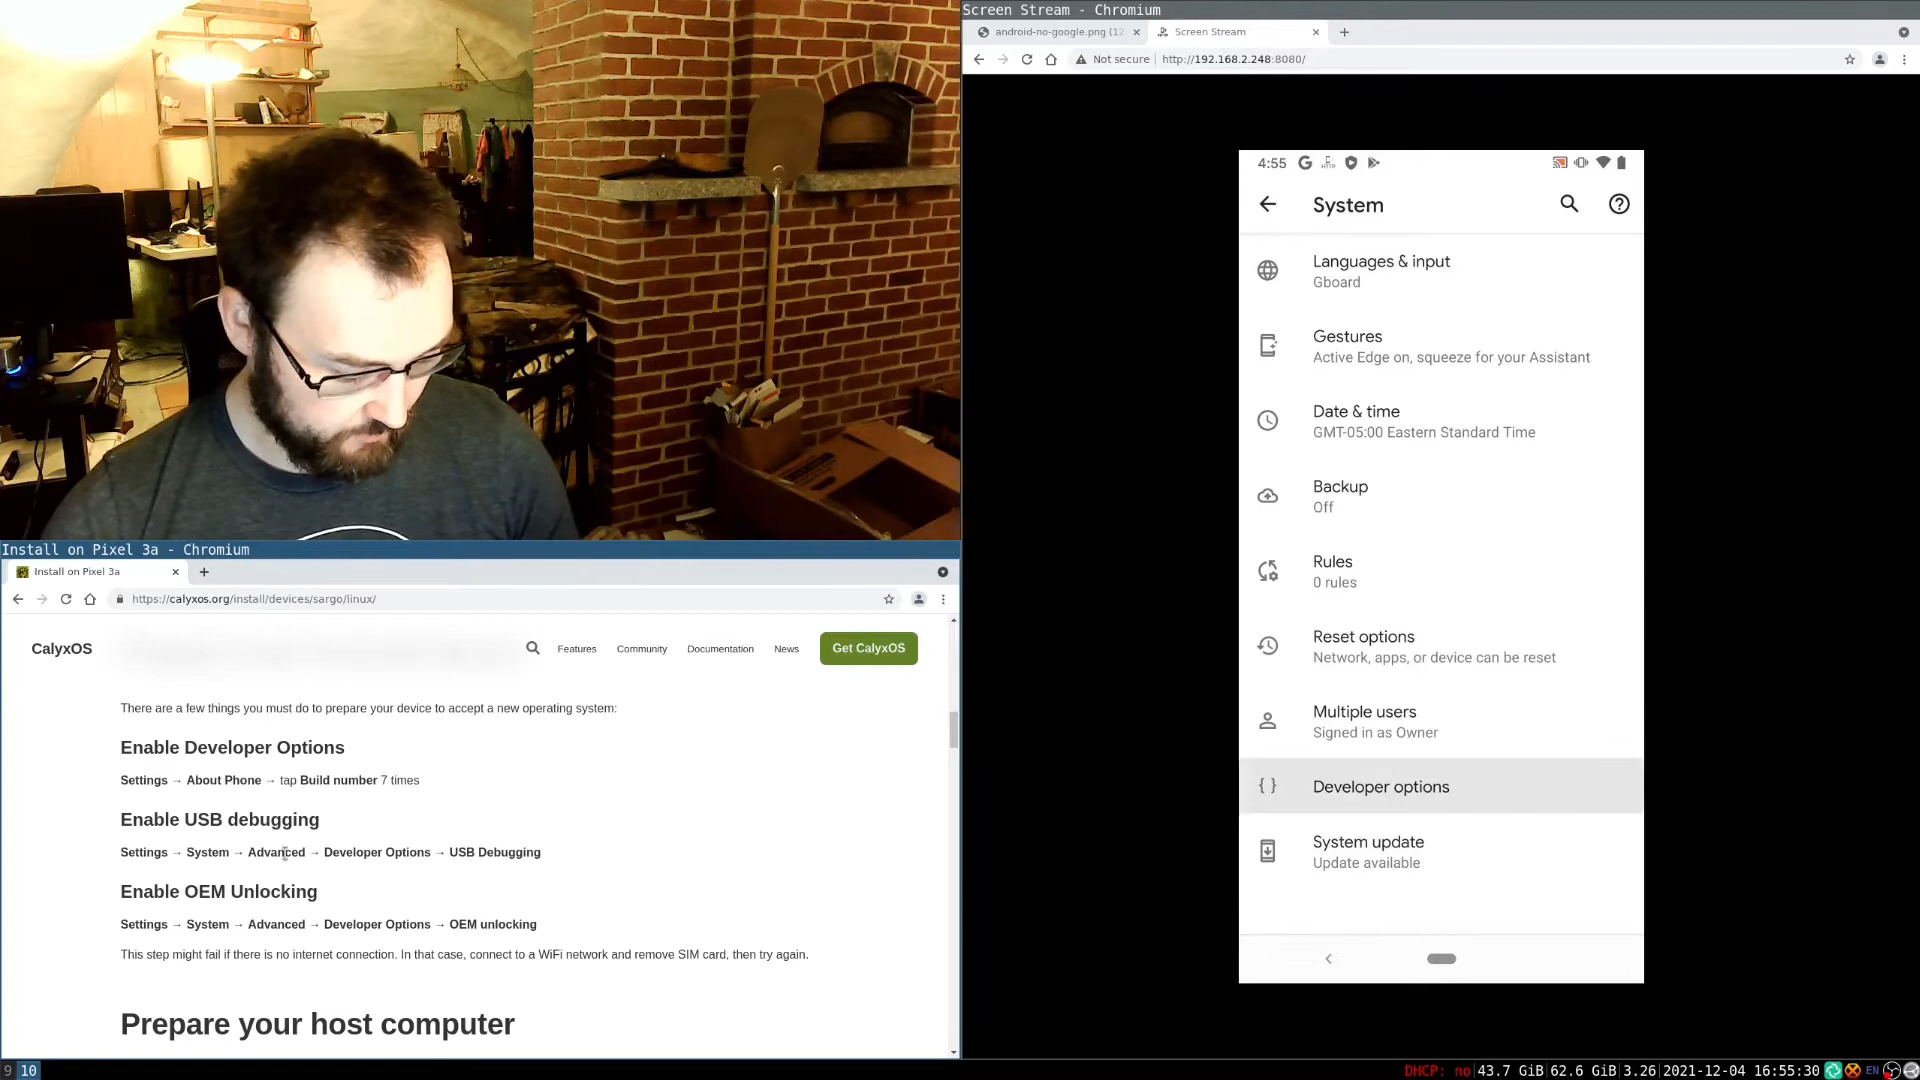 Screen Stream - Chromium
android-no-google.png (12
Screen Stream
Not secure
http://192.168.2.248:8080/
4:55
System
Languages & input
Gboard
Gestures
Active Edge on, squeeze for your Assistant
Date & time
GMT-05:00 Eastern Standard Time
Backup
Off
Rules
0 rules
Reset options
Network, apps, or device can be reset
Multiple users
Signed in as Owner
{ } Developer options
System update
Update available
Install on Pixel 3a - Chromium
Install on Pixel 3a
https://calyxos.org/install/devices/sargo/linux/
CalyxOS
Features
Community
Documentation
News
Get CalyxOS
There are a few things you must do to prepare your device to accept a new operating system:
Enable Developer Options
Settings → About Phone → tap Build number 7 times
Enable USB debugging
Settings → System → Advanced → Developer Options → USB Debugging
Enable OEM Unlocking
Settings → System → Advanced → Developer Options → OEM unlocking
This step might fail if there is no internet connection. In that case, connect to a WiFi network and remove SIM card, then try again.
Prepare your host computer
9 10
DHCP: no|43.7 GiB|62.6 GiB|3.26|2021-12-04 16:55:30
EN